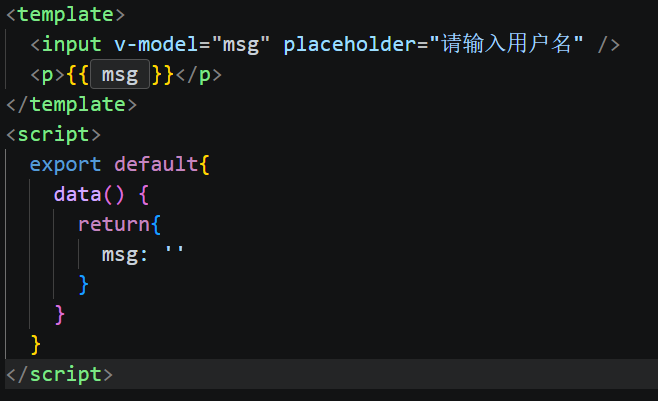 <template>
  <input v-model="msg" placeholder="请输入用户名" />
  <p>{{ msg }}</p>
</template>
<script>
  export default{
    data() {
      return{
        msg: ''
      }
    }
  }
</script>